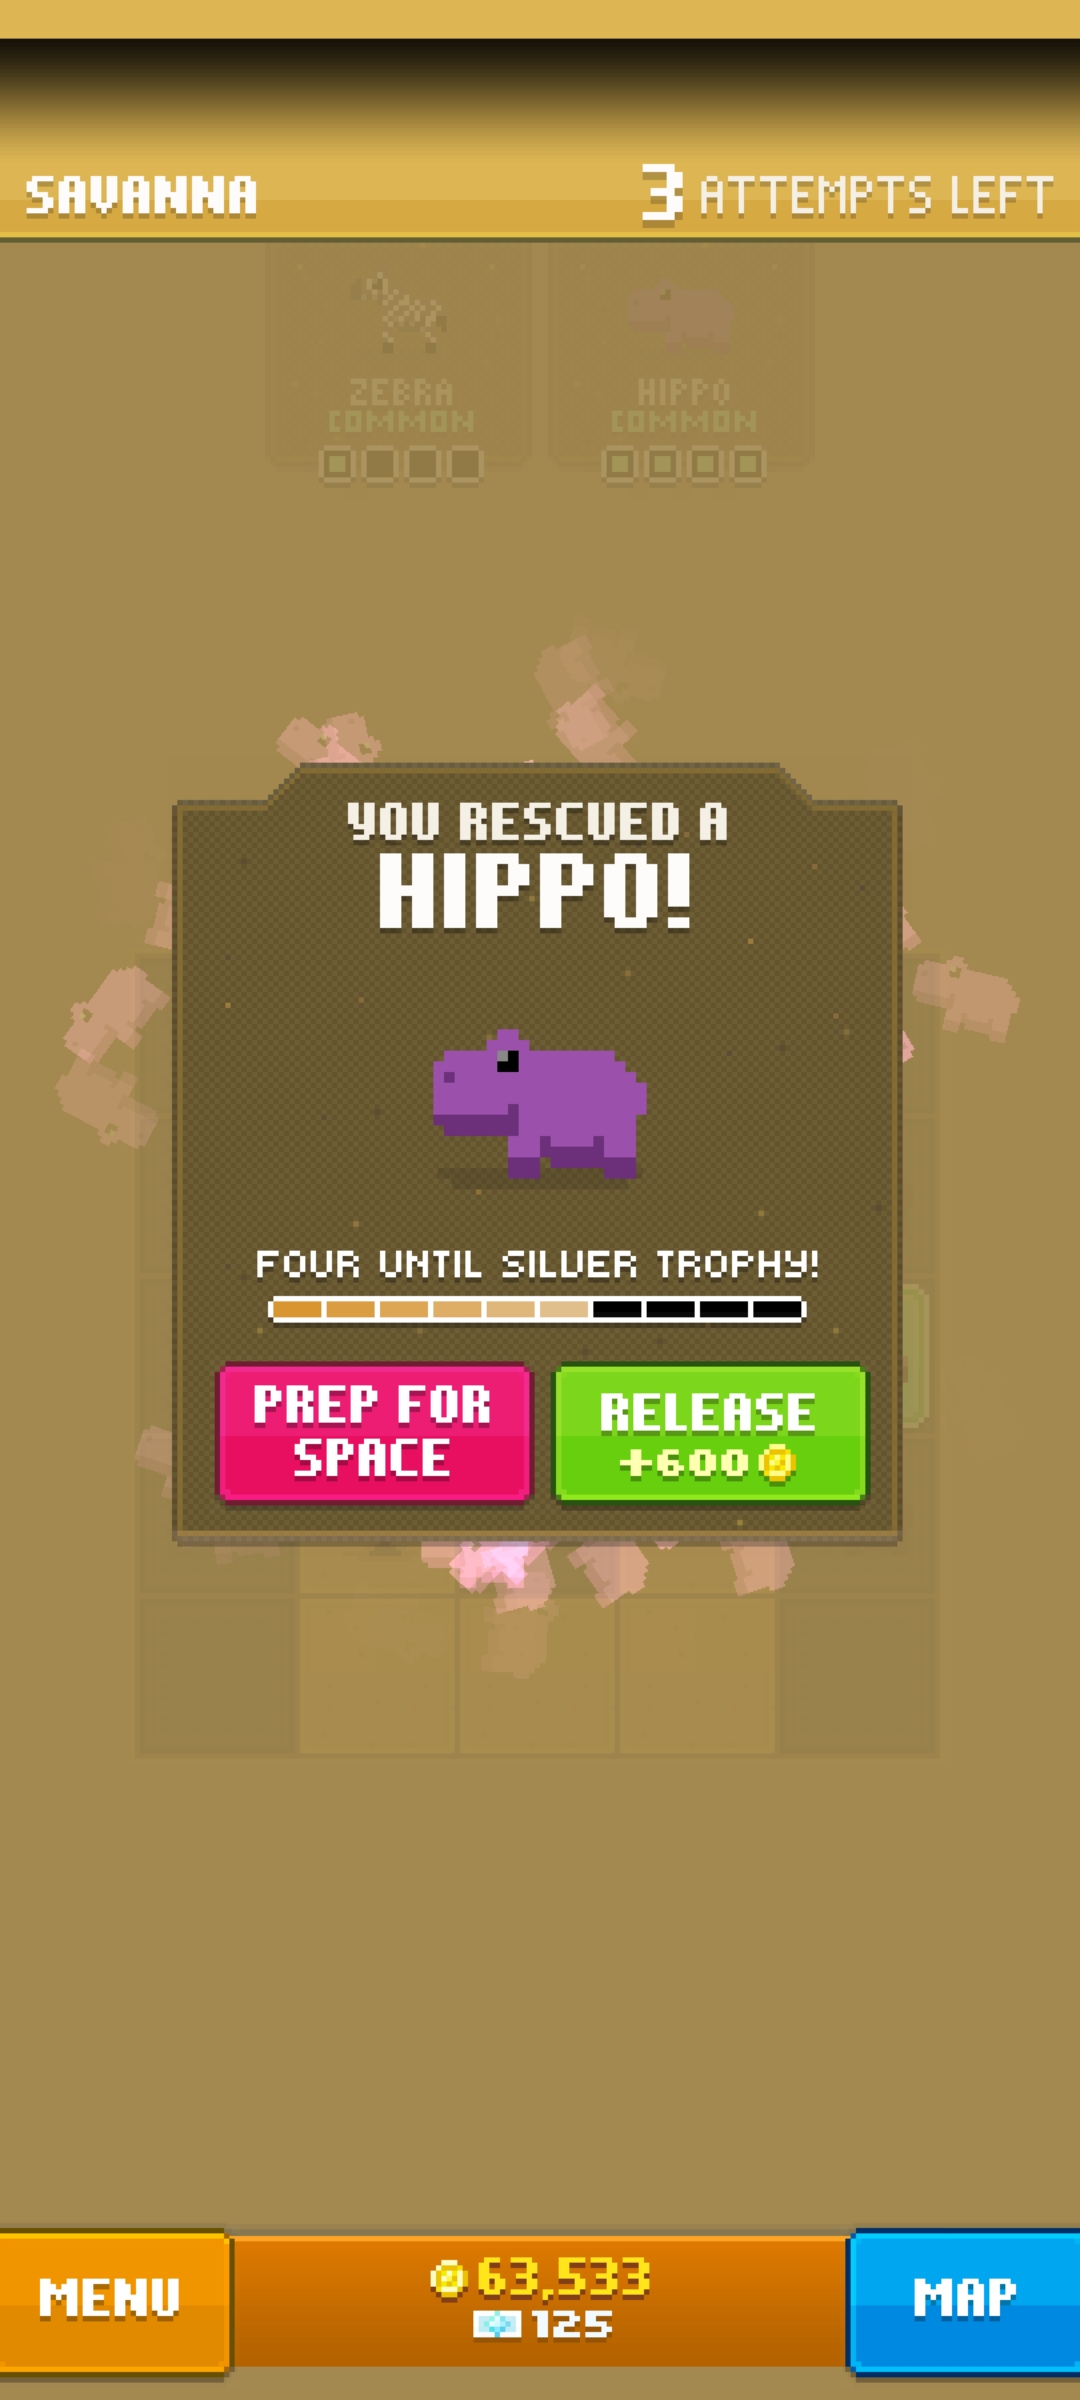 SAVANNA
3 ATTEMPTS LEFT
ZEBRA
COMMON
HIPPO
COMMON
YOU RESCUED A
HIPPO!
FOUR UNTIL SILVER TROPHY!
PREP FOR
SPACE
RELEASE
+600
MENU
63,533
125
MAP